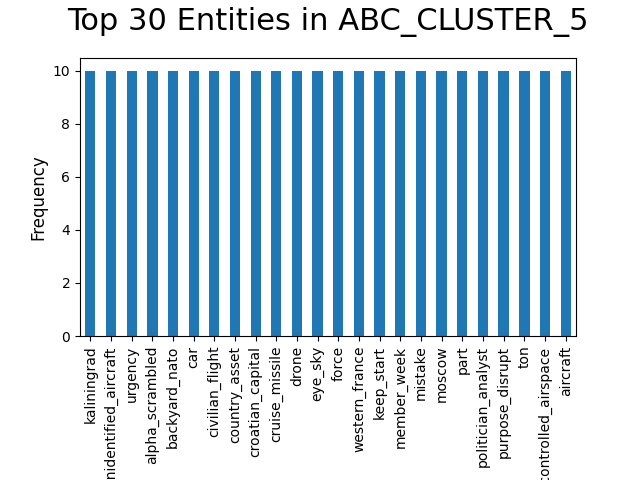 Top 30 Entities in ABC_CLUSTER_5
Frequency
10
8
6
4
2
0
kaliningrad
nidentified_aircraft
urgency
alpha_scrambled
backyard_nato
car
civilian_flight
country_asset
croatian_capital
cruise_missile
drone
eye_sky
force
western_france
keep_start
member_week
mistake
moscow
part
politician_analyst
purpose_disrupt
ton
controlled_airspace
aircraft